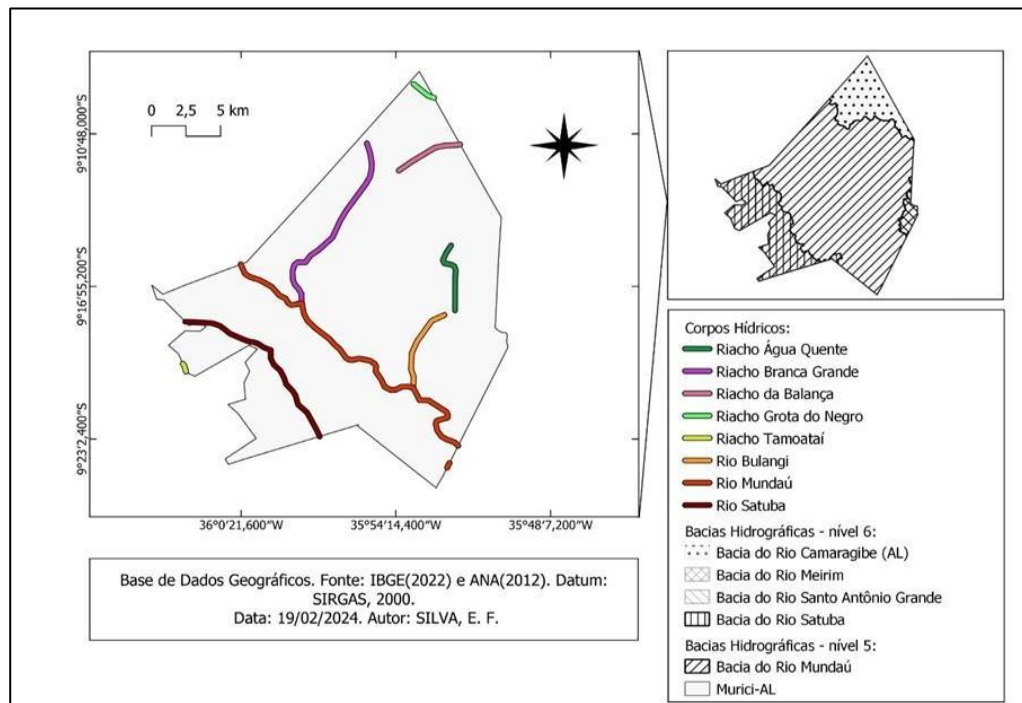 0 2,5 5 km
9°10'48,000"S
9°16'55,200"S
9°23'2,400"S
36°0'21,600"W
35°54'14,400"W
35°48'7,200"W
Base de Dados Geográficos. Fonte: IBGE(2022) e ANA(2012). Datum:
SIRGAS, 2000.
Data: 19/02/2024. Autor: SILVA, E. F.
Corpos Hídricos:
Riacho Água Quente
Riacho Branca Grande
Riacho da Balança
Riacho Grota do Negro
Riacho Tamoataí
Rio Bulangi
Rio Mundaú
Rio Satuba
Bacias Hidrográficas - nível 6:
Bacia do Rio Camaragibe (AL)
Bacia do Rio Meirim
Bacia do Rio Santo Antônio Grande
Bacia do Rio Satuba
Bacias Hidrográficas - nível 5:
Bacia do Rio Mundaú
Murici-AL